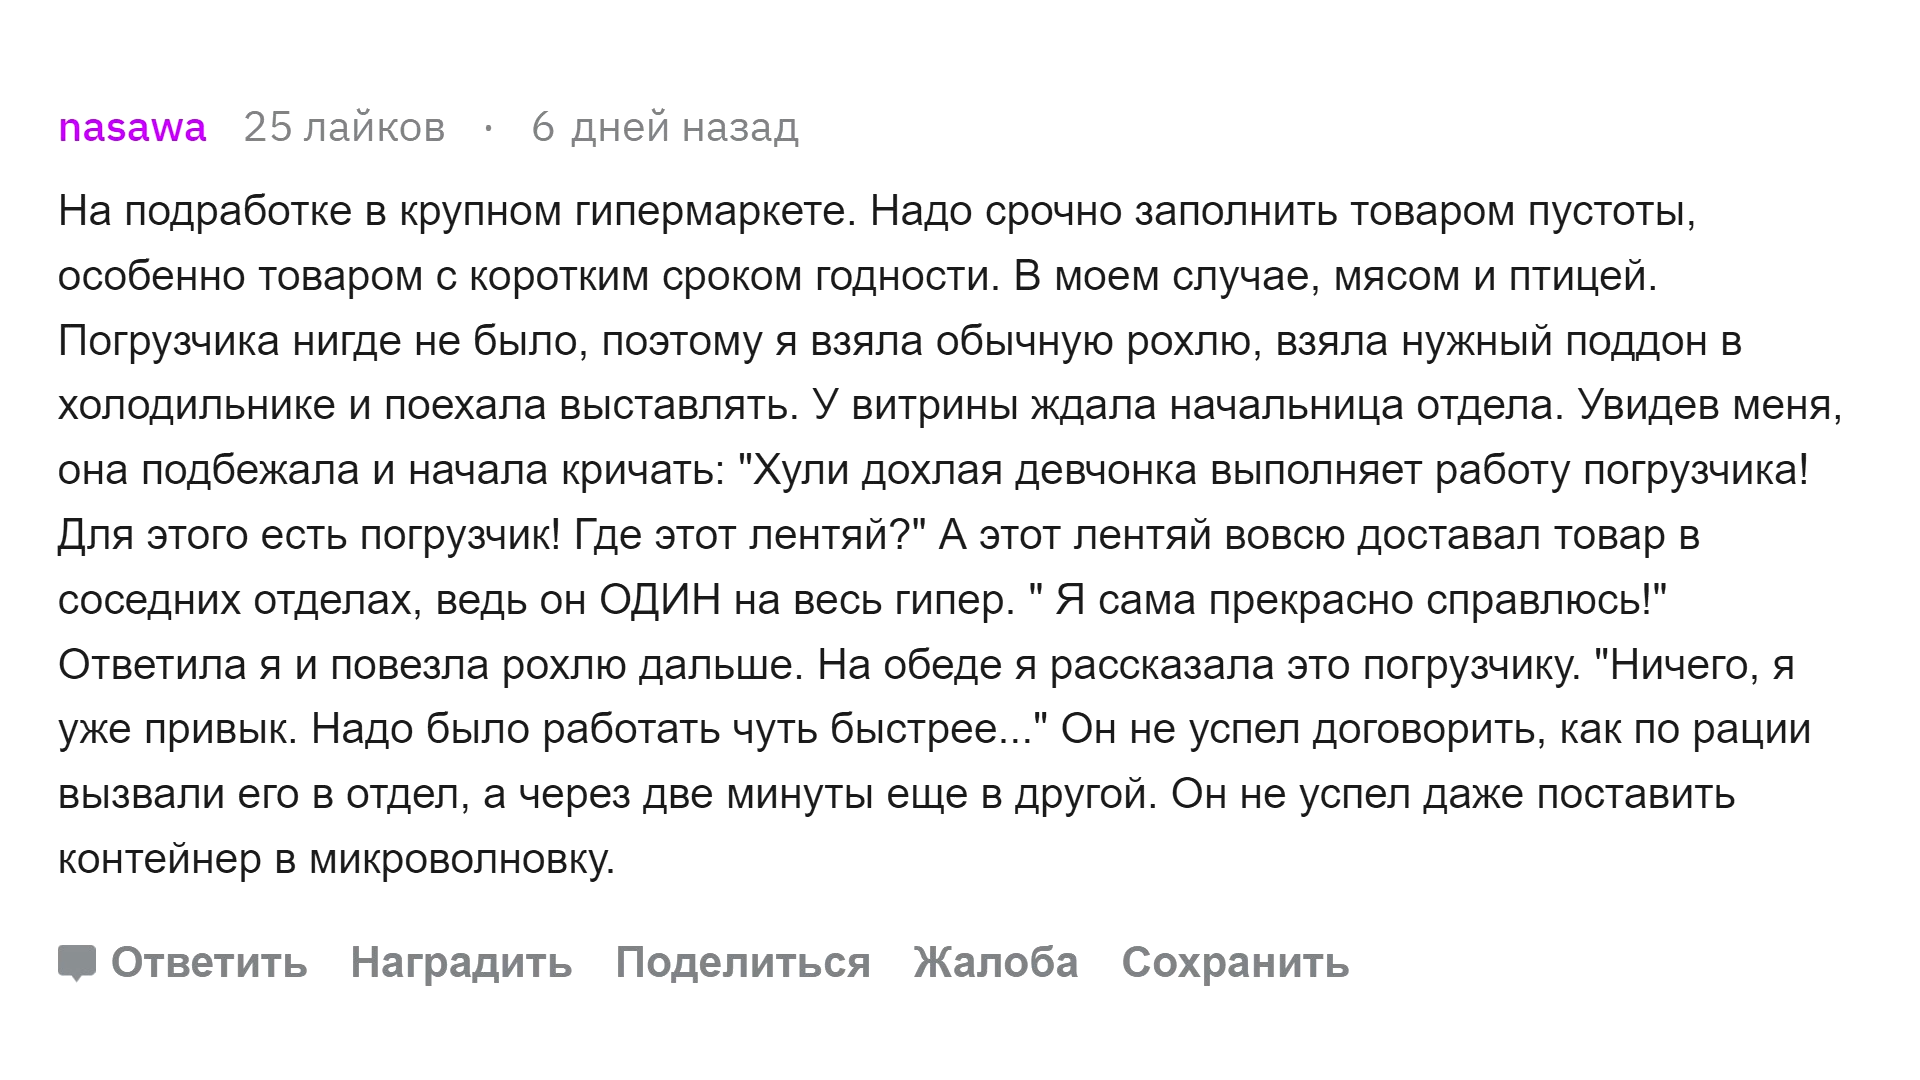 nasawa 25 лайков · 6 дней назад
На подработке в крупном гипермаркете. Надо срочно заполнить товаром пустоты,
особенно товаром с коротким сроком годности. В моем случае, мясом и птицей.
Погрузчика нигде не было, поэтому я взяла обычную рохлю, взяла нужный поддон в
холодильнике и поехала выставлять. У витрины ждала начальница отдела. Увидев меня,
она подбежала и начала кричать: "Хули дохлая девчонка выполняет работу погрузчика!
Для этого есть погрузчик! Где этот лентяй?" А этот лентяй вовсю доставал товар в
соседних отделах, ведь он ОДИН на весь гипер. " Я сама прекрасно справлюсь!"
Ответила я и повезла рохлю дальше. На обеде я рассказала это погрузчику. "Ничего, я
уже привык. Надо было работать чуть быстрее..." Он не успел договорить, как по рации
вызвали его в отдел, а через две минуты еще в другой. Он не успел даже поставить
контейнер в микроволновку.
Ответить Наградить Поделиться Жалоба Сохранить